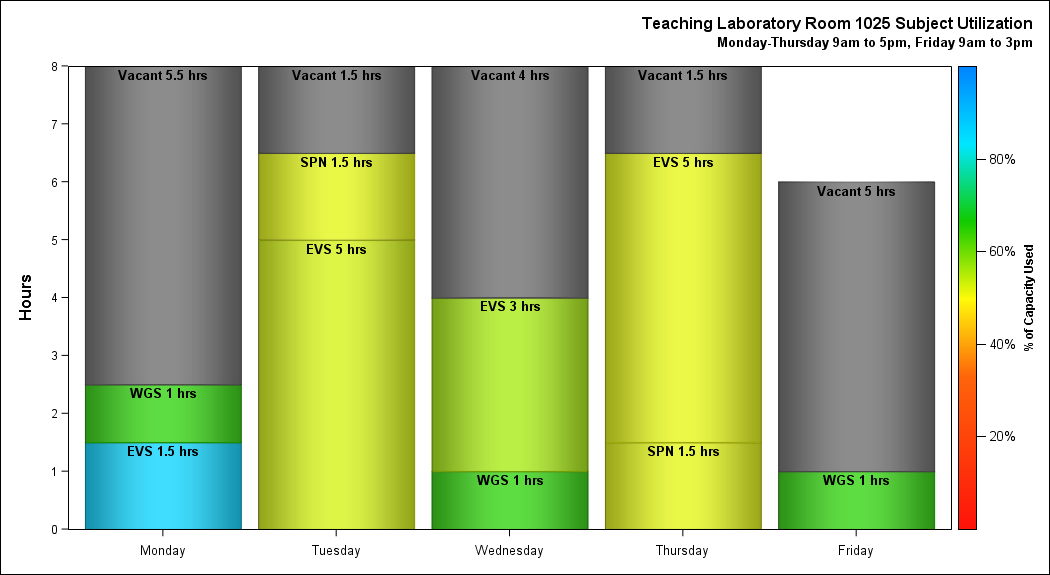 Teaching Laboratory Room 1025 Subject Utilization
Monday-Thursday 9am to 5pm, Friday 9am to 3pm
Hours
8
7
6
5
4
3
2
1
0
Vacant 5.5 hrs
WGS 1 hrs
EVS 1.5 hrs
Vacant 1.5 hrs
SPN 1.5 hrs
EVS 5 hrs
Vacant 4 hrs
EVS 3 hrs
WGS 1 hrs
Vacant 1.5 hrs
EVS 5 hrs
SPN 1.5 hrs
Vacant 5 hrs
WGS 1 hrs
Monday
Tuesday
Wednesday
Thursday
Friday
80%
60%
40%
20%
% of Capacity Used